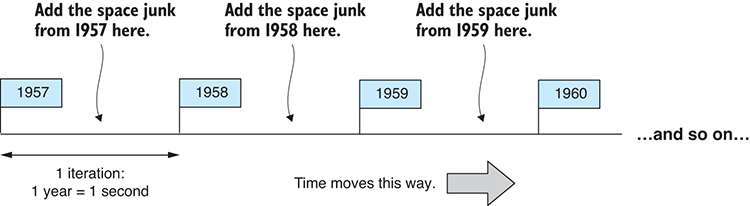 Add the space junk
from 1957 here.
Add the space junk
from 1958 here.
Add the space junk
from 1959 here.
1957
1958
1959
1960
...and so on...
1 iteration:
1 year = 1 second
Time moves this way.